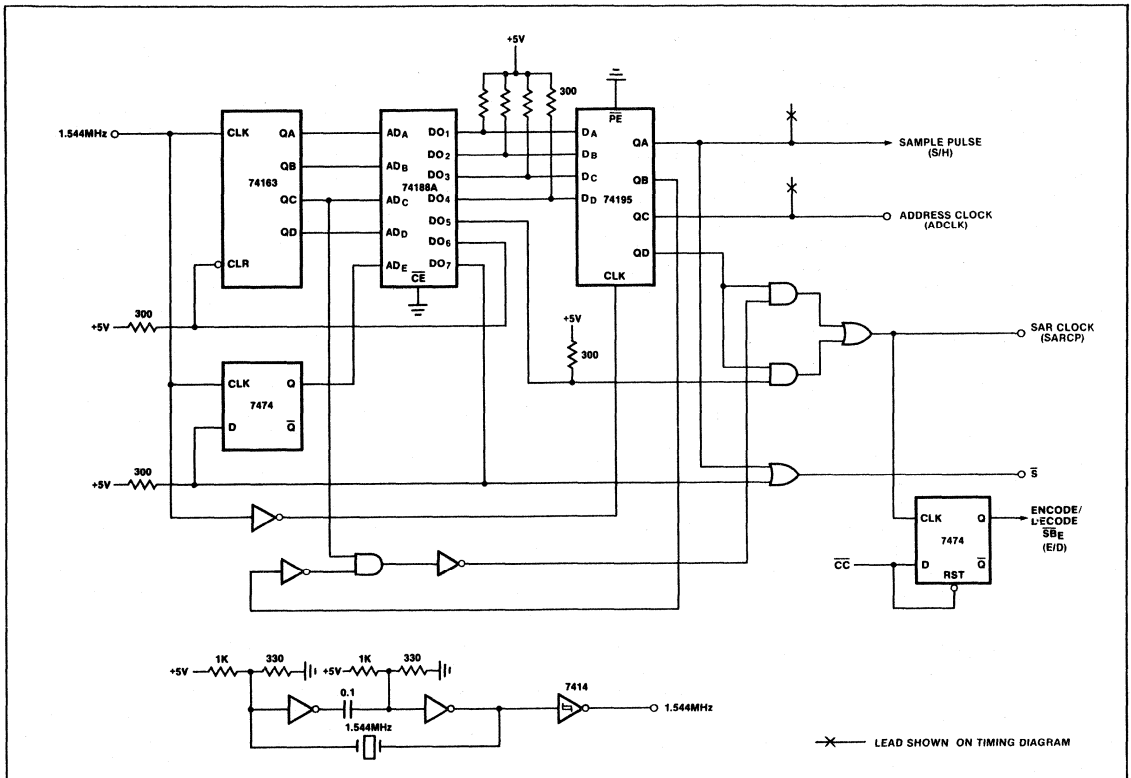 +5V
300
1.544MHz
CLK QA
QB
74163
QC
QD
CLR
ADA DO1
ADB DO2
DO3
74188A
ADC DO4
DO5
ADD DO6
ADE DO7
CE
PE
DA QA
DB QB
DC 74195
DD QC
QD
CLK
SAMPLE PULSE
(S/H)
ADDRESS CLOCK
(ADCLK)
+5V 300
+5V
300
SAR CLOCK
(SARCP)
CLK Q
7474
D Q
+5V 300
S
CLK Q
7474
D Q
RST
CC
ENCODE/
L'ECODE
SBE
(E/D)
+5V 1K 330 +5V 1K 330
0.1
1.544MHz
7414
1.544MHz
X LEAD SHOWN ON TIMING DIAGRAM